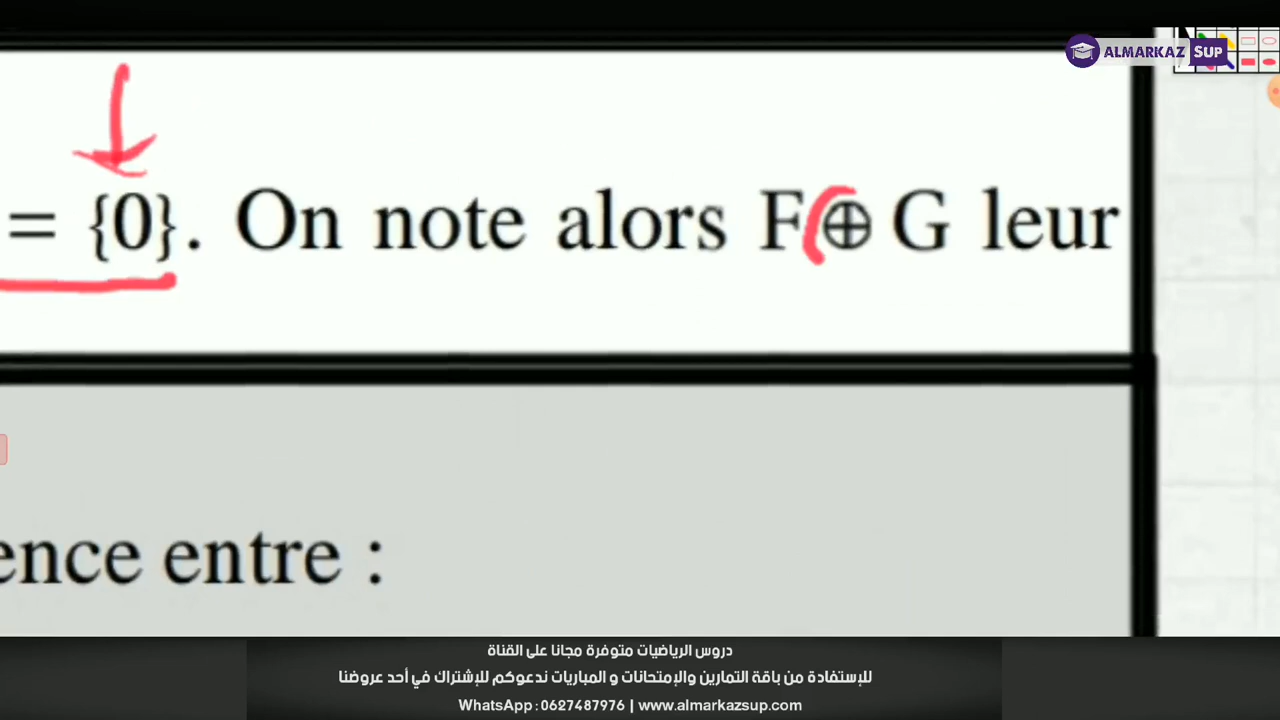 ALMARKAZ SUP
= {0}. On note alors F ⊕ G leur
entre :
دروس الرياضيات متوفرة مجانا على القناة
للإستفادة من باقة التمارين والإمتحانات و المباريات ندعوكم للإشتراك في أحد عروضنا
WhatsApp : 0627487976 | www.almarkazsup.com